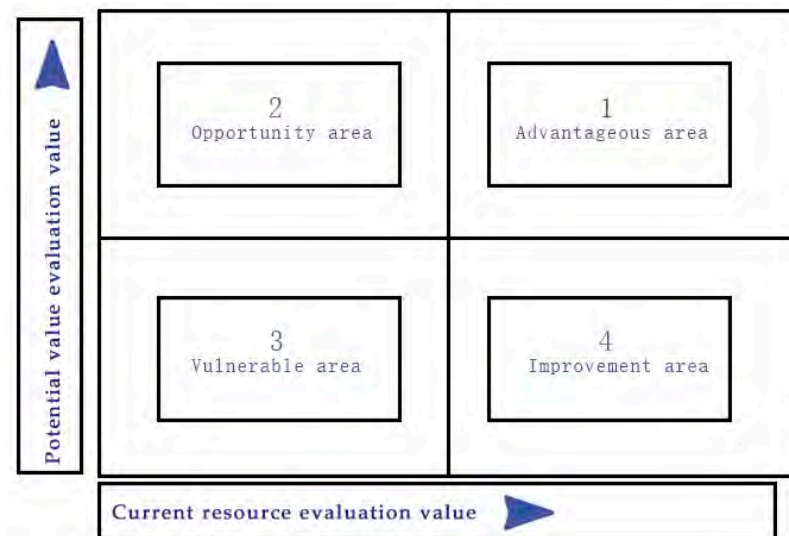 Potential value evaluation value
2
Opportunity area
1
Advantageous area
3
Vulnerable area
4
Improvement area
Current resource evaluation value